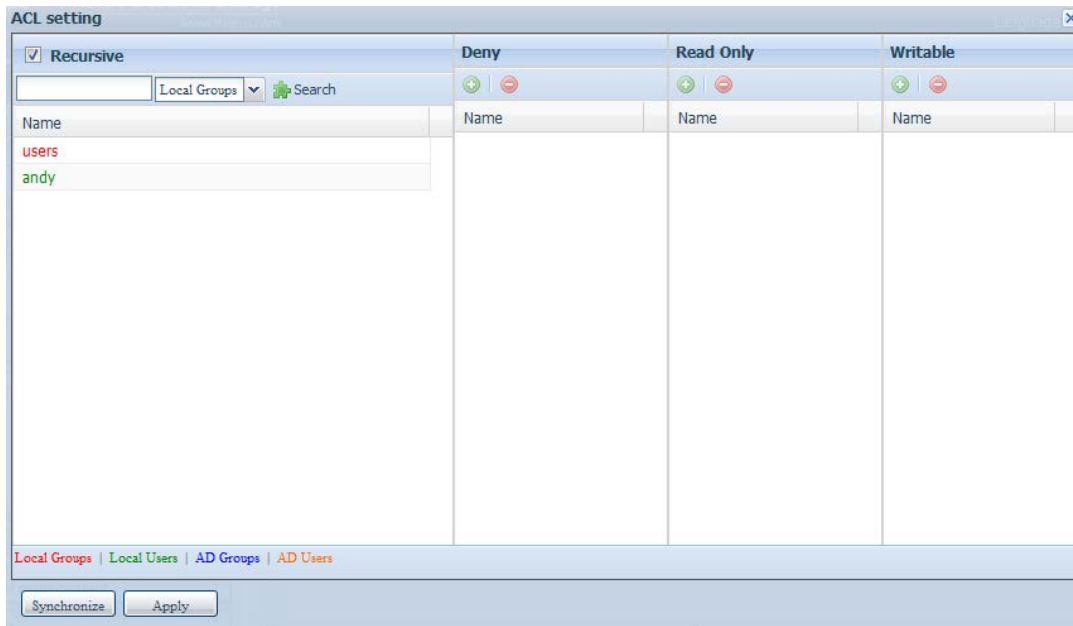 ACL setting
Recursive
Deny
Read Only
Writable
Local Groups
Search
Name
Name
Name
Name
users
andy
Local Groups | Local Users | AD Groups | AD Users
Synchronize
Apply